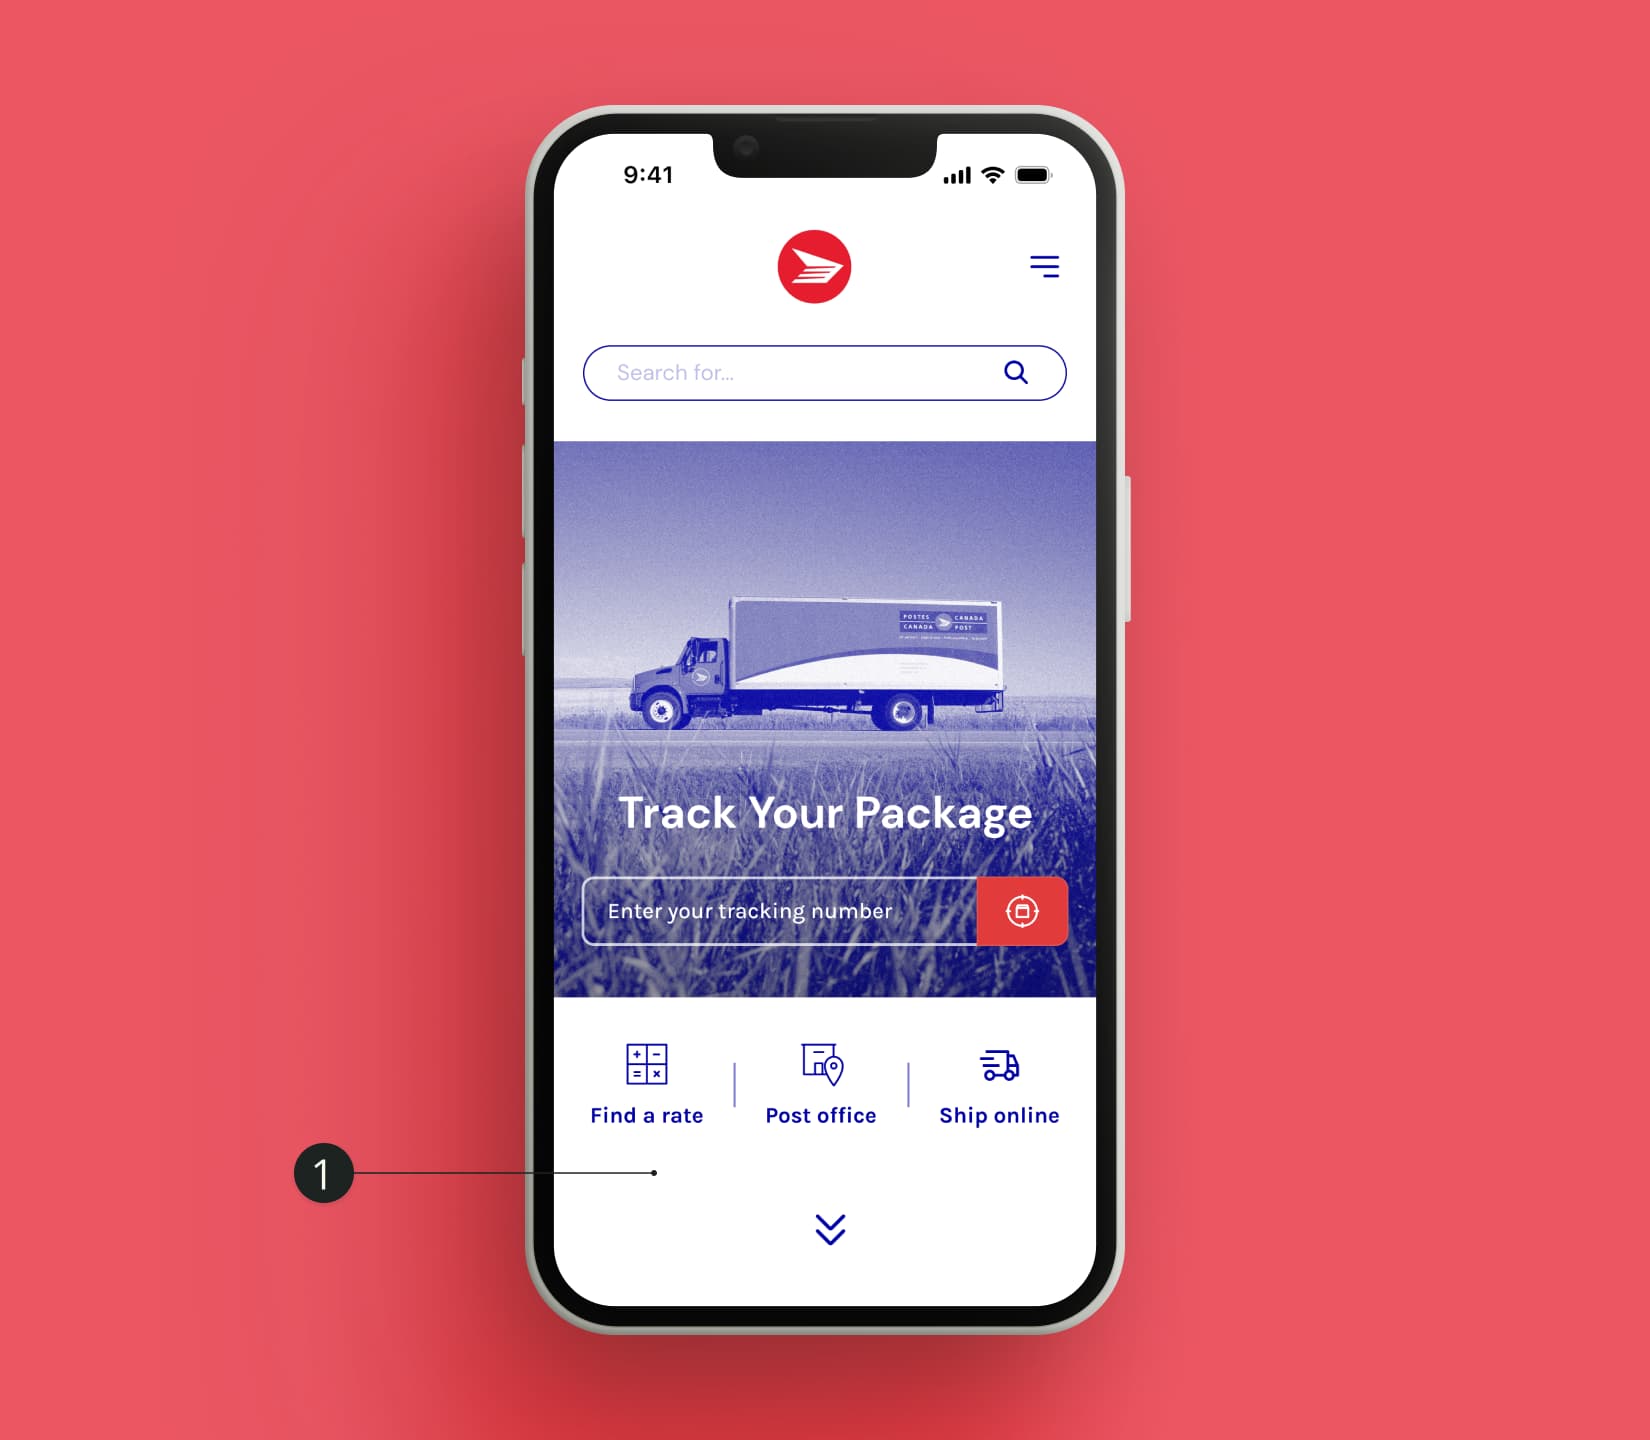 9:41
Search for...
POSTES CANADA
CANADA POST
Track Your Package
Enter your tracking number
Find a rate
Post office
Ship online
1